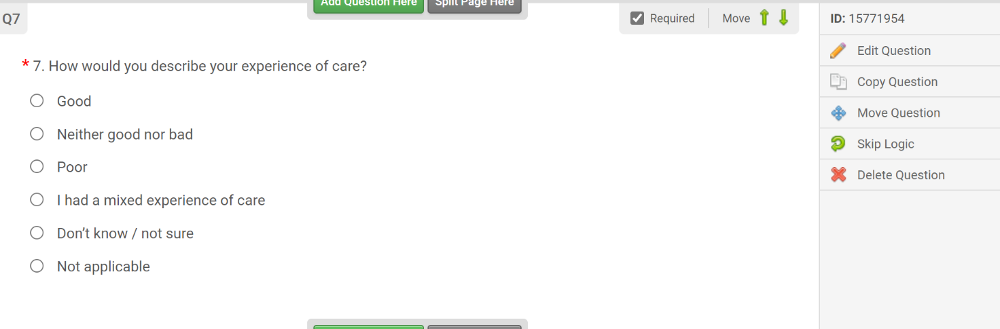 Add Question Here Split Page Here
Q7
Required Move
ID: 15771954
* 7. How would you describe your experience of care?
Good
Neither good nor bad
Poor
I had a mixed experience of care
Don’t know / not sure
Not applicable
Edit Question
Copy Question
Move Question
Skip Logic
Delete Question